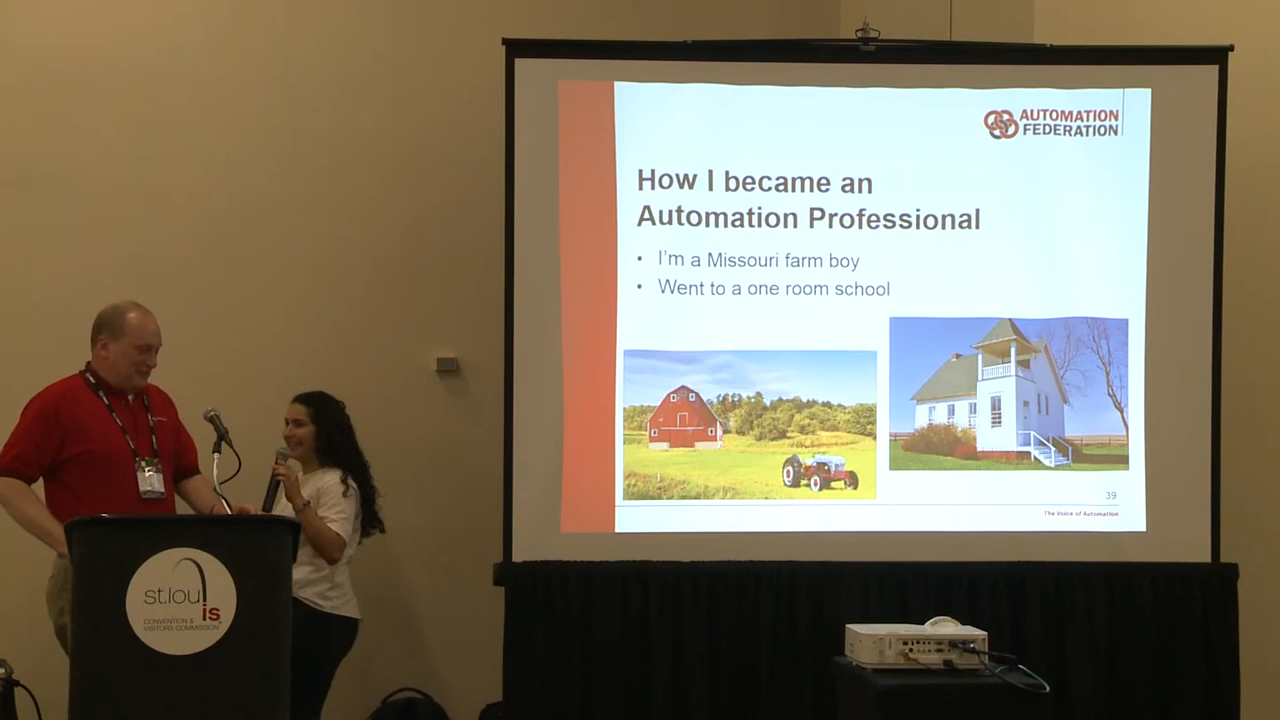 AUTOMATION
FEDERATION
How I became an
Automation Professional
• I'm a Missouri farm boy
• Went to a one room school
39
The Voice of Automation
st.louis
CONVENTION &
VISITORS COMMISSION